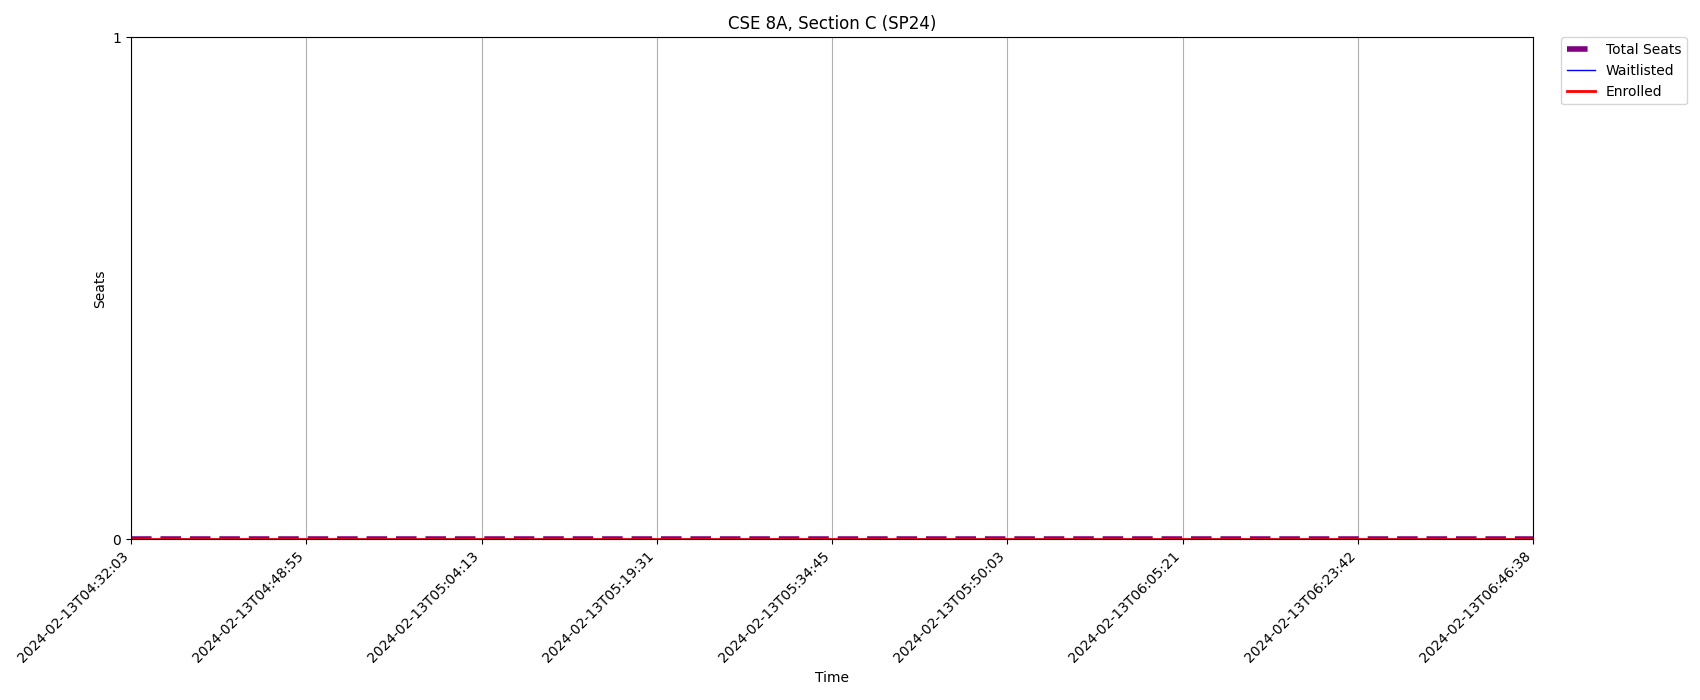 CSE 8A, Section C (SP24)
1
0
Seats
2024-02-13T04:32:03
2024-02-13T04:48:55
2024-02-13T05:04:13
2024-02-13T05:19:31
2024-02-13T05:34:45
2024-02-13T05:50:03
2024-02-13T06:05:21
2024-02-13T06:23:42
2024-02-13T06:46:38
Time
Total Seats
Waitlisted
Enrolled